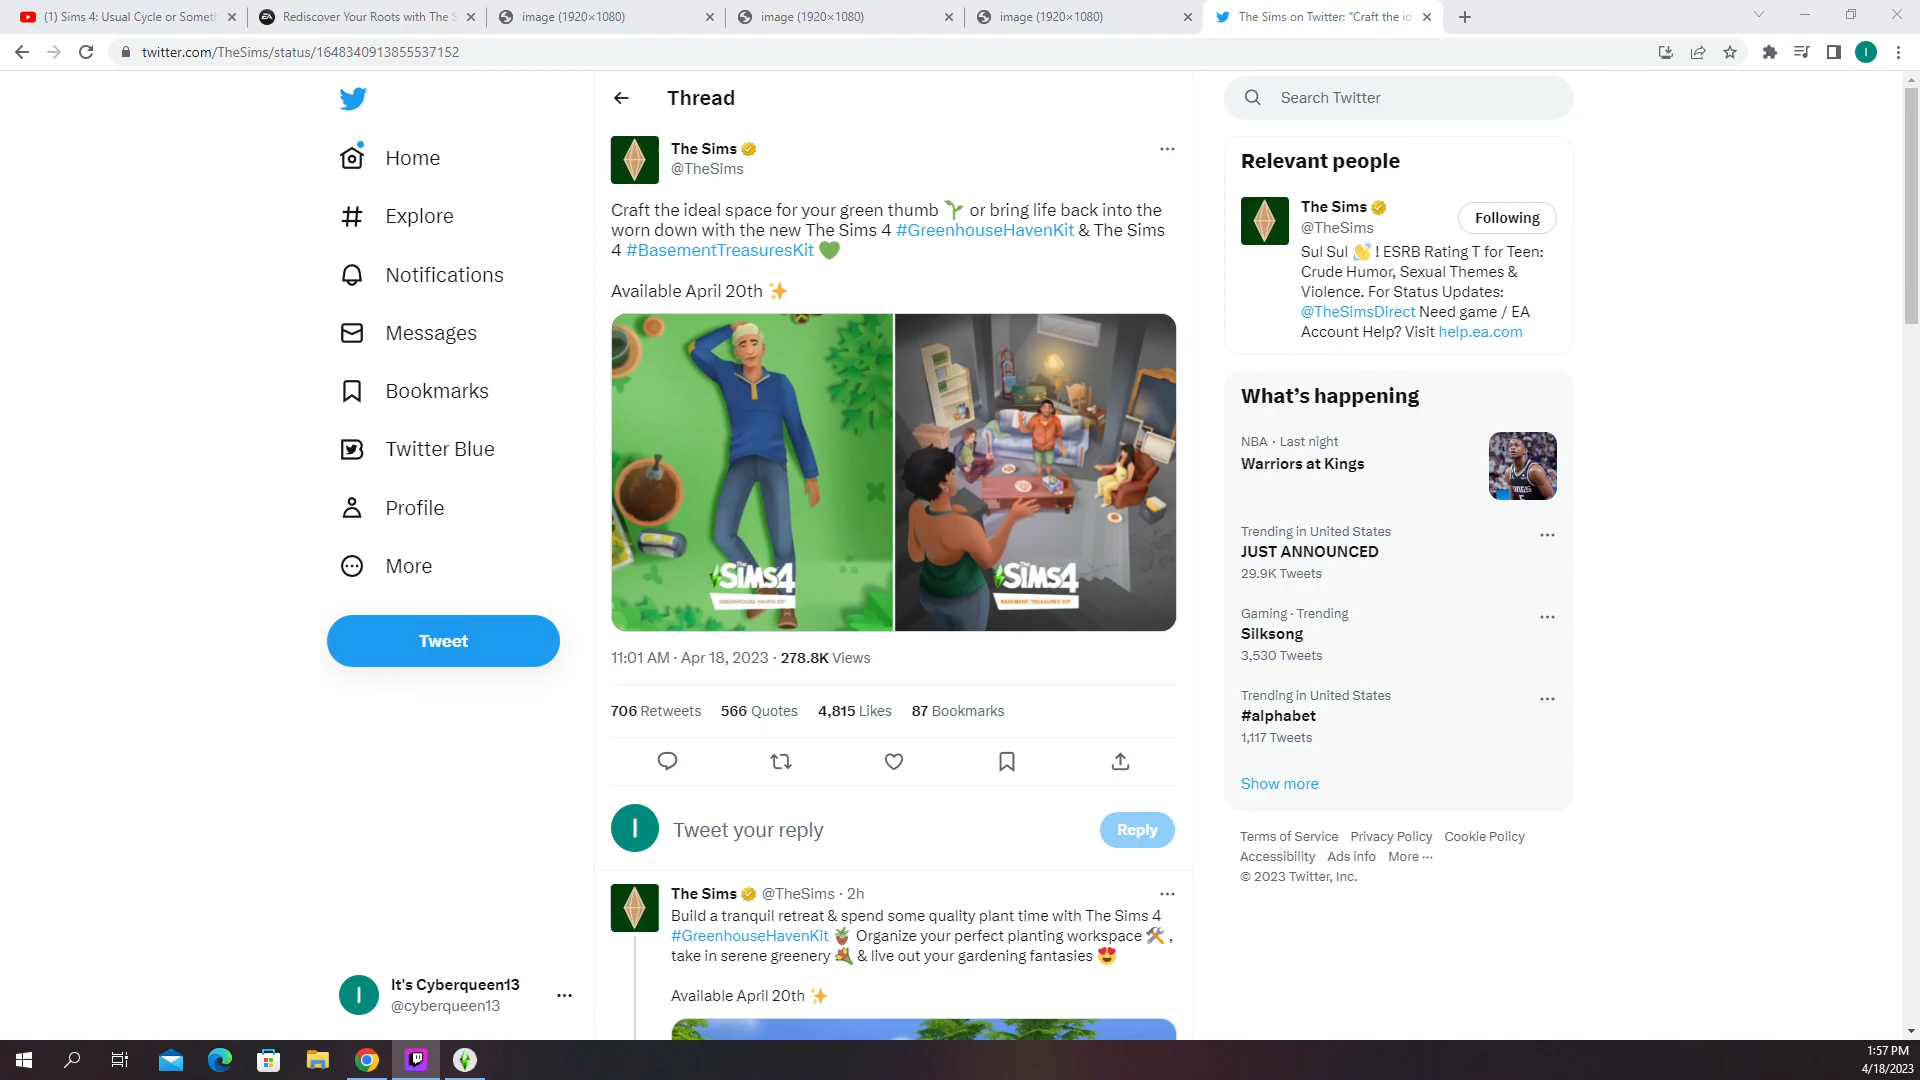 (1) Sims 4: Usual Cycle or Someth
Rediscover Your Roots with The S
image (1920×1080)
image (1920×1080)
image (1920×1080)
The Sims on Twitter: "Craft the id
twitter.com/TheSims/status/1648340913855537152
I
Home
Explore
Notifications
Messages
Bookmarks
Twitter Blue
Profile
More
Tweet
It's Cyberqueen13
@cyberqueen13
I
Thread
The Sims
@TheSims
Craft the ideal space for your green thumb 🌱 or bring life back into the
worn down with the new The Sims 4 #GreenhouseHavenKit & The Sims
4 #BasementTreasuresKit 💚
Available April 20th ✨
The SIMS4
GREENHOUSE HAVEN KIT
The SIMS4
BASEMENT TREASURES KIT
11:01 AM · Apr 18, 2023 · 278.8K Views
706 Retweets 566 Quotes 4,815 Likes 87 Bookmarks
I
Tweet your reply
Reply
The Sims @TheSims · 2h
Build a tranquil retreat & spend some quality plant time with The Sims 4
#GreenhouseHavenKit 🪴 Organize your perfect planting workspace 🛠️ ,
take in serene greenery 💐 & live out your gardening fantasies 😍
Available April 20th ✨
Search Twitter
Relevant people
The Sims
@TheSims
Following
Sul Sul 👋 ! ESRB Rating T for Teen:
Crude Humor, Sexual Themes &
Violence. For Status Updates:
@TheSimsDirect Need game / EA
Account Help? Visit help.ea.com
What’s happening
NBA · Last night
Warriors at Kings
Trending in United States
JUST ANNOUNCED
29.9K Tweets
Gaming · Trending
Silksong
3,530 Tweets
Trending in United States
#alphabet
1,117 Tweets
Show more
Terms of Service Privacy Policy Cookie Policy
Accessibility Ads info More ···
© 2023 Twitter, Inc.
1:57 PM
4/18/2023